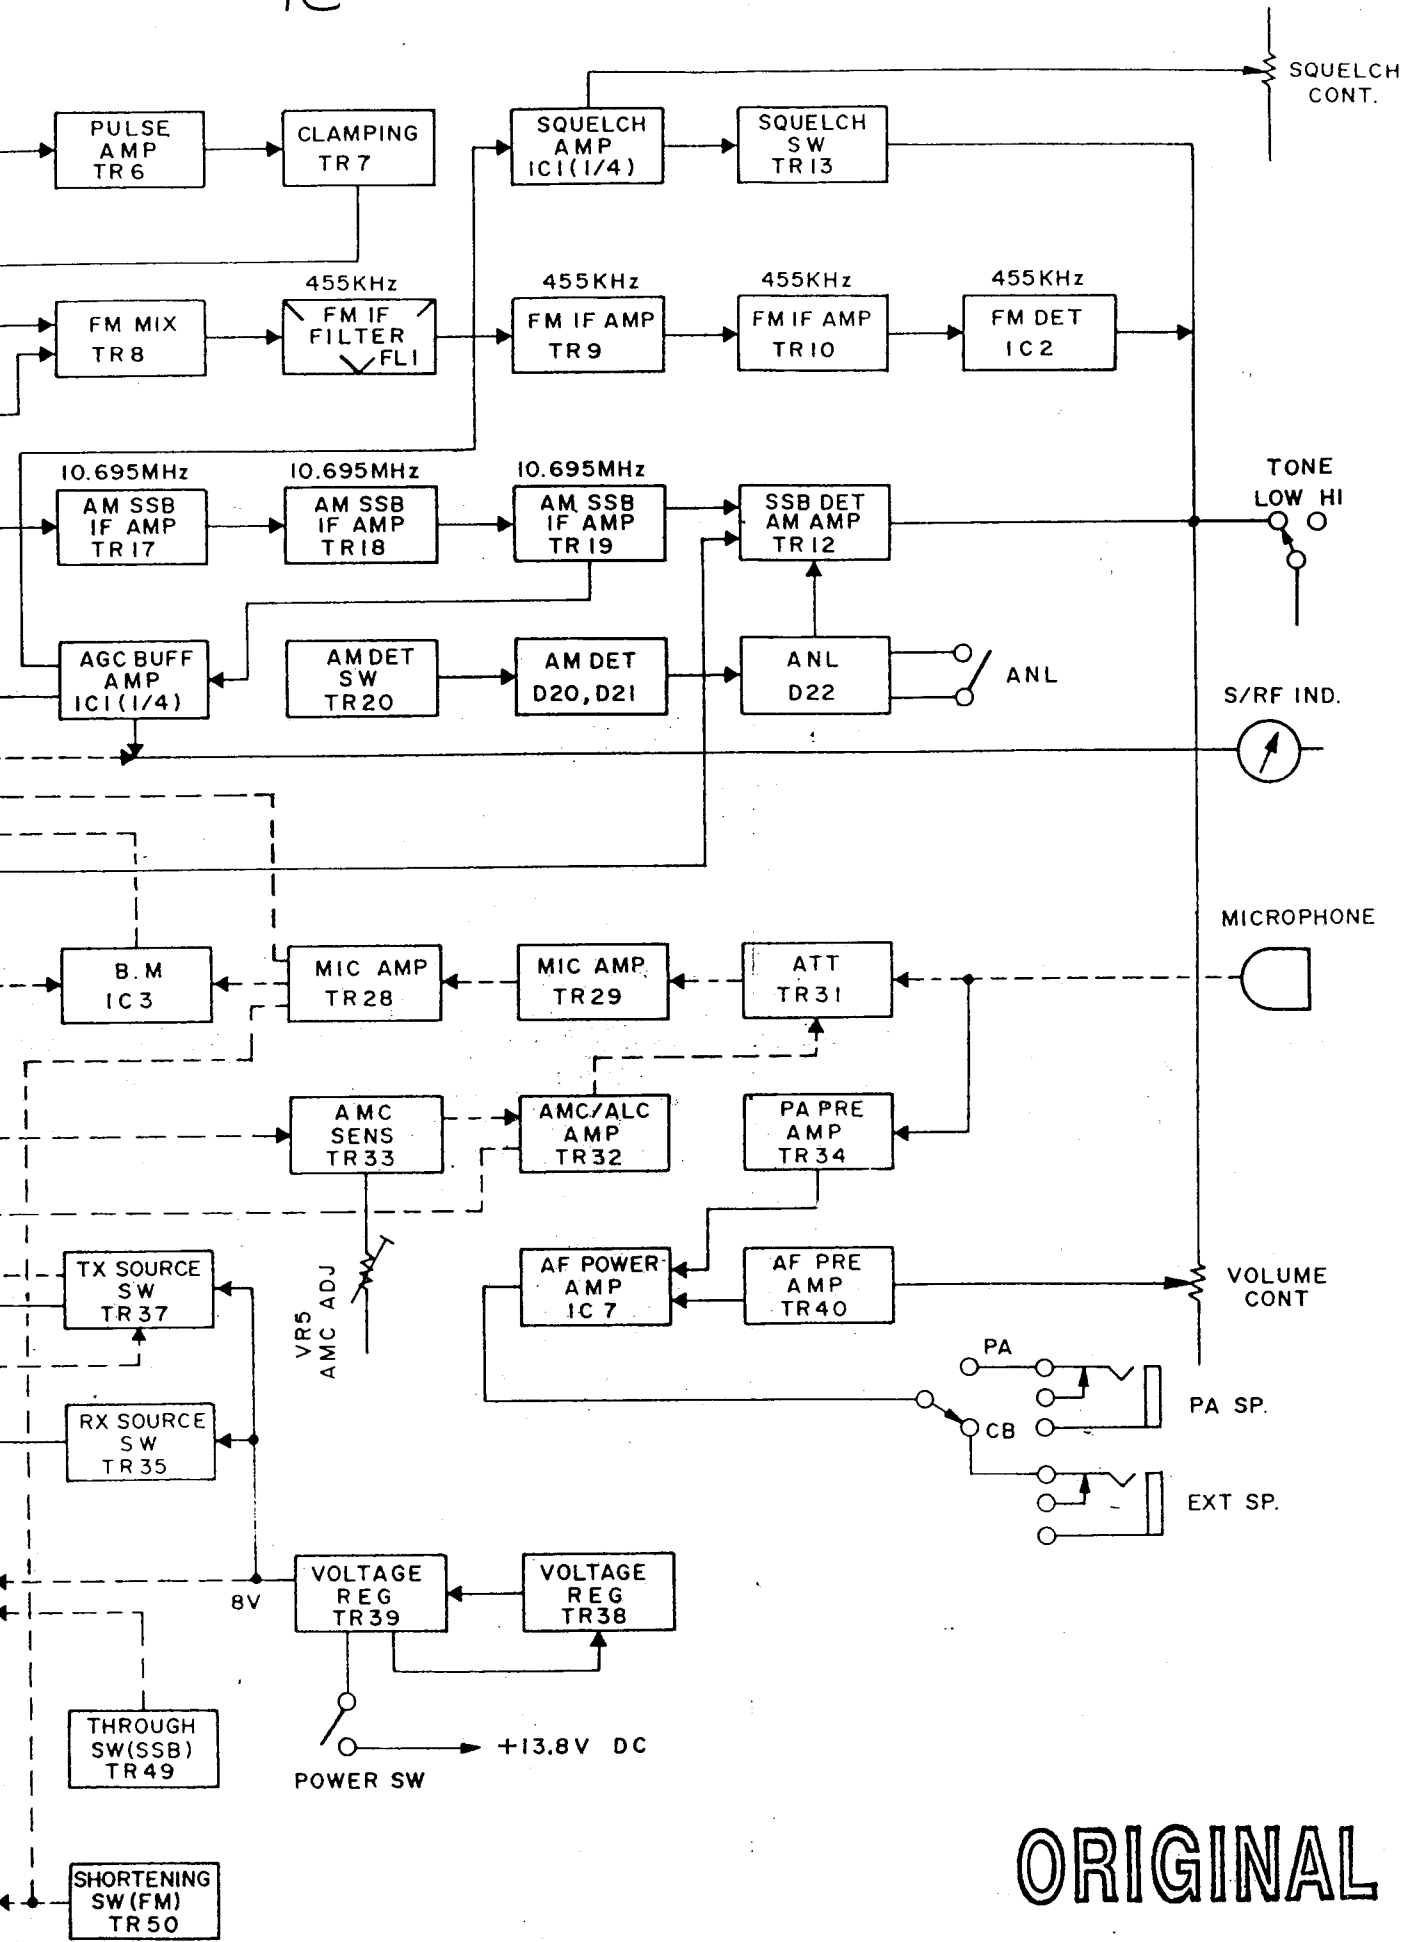 SQUELCH
CONT.
PULSE
AMP
TR6
CLAMPING
TR7
SQUELCH
AMP
IC1(1/4)
SQUELCH
SW
TR13
455KHz
455KHz
455KHz
455KHz
FM MIX
TR8
FM IF
FILTER
FL1
FM IF AMP
TR9
FM IF AMP
TR10
FM DET
IC2
10.695MHz
10.695MHz
10.695MHz
TONE
LOW HI
AM SSB
IF AMP
TR17
AM SSB
IF AMP
TR18
AM SSB
IF AMP
TR19
SSB DET
AM AMP
TR12
AGC BUFF
AMP
IC1(1/4)
AM DET
SW
TR20
AM DET
D20,D21
ANL
D22
ANL
S/RF IND.
MICROPHONE
B.M
IC3
MIC AMP
TR28
MIC AMP
TR29
ATT
TR31
AMC
SENS
TR33
AMC/ALC
AMP
TR32
PA PRE
AMP
TR34
TX SOURCE
SW
TR37
VR5
AMC ADJ
AF POWER
AMP
IC7
AF PRE
AMP
TR40
VOLUME
CONT
PA
CB
PA SP.
RX SOURCE
SW
TR35
EXT SP.
8V
VOLTAGE
REG
TR39
VOLTAGE
REG
TR38
THROUGH
SW(SSB)
TR49
+13.8V DC
POWER SW
SHORTENING
SW(FM)
TR50
ORIGINAL